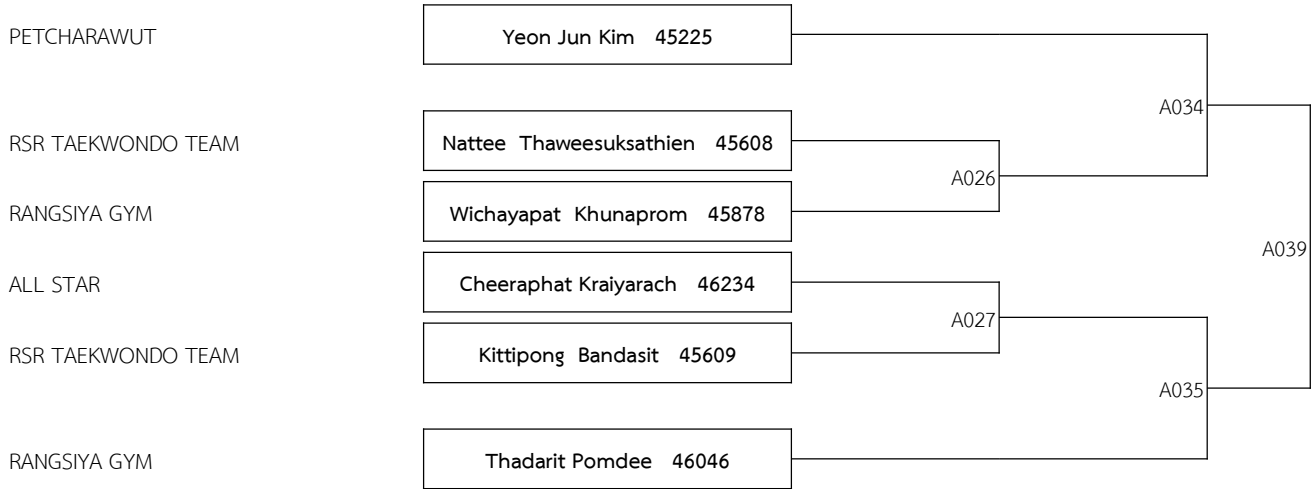 PETCHARAWUT Yeon Jun Kim 45225
A034
RSR TAEKWONDO TEAM Nattee Thaweesuksathien 45608
A026
RANGSIYA GYM Wichayapat Khunaprom 45878
A039
ALL STAR Cheeraphat Kraiyarach 46234
A027
RSR TAEKWONDO TEAM Kittipong Bandasit 45609
A035
RANGSIYA GYM Thadarit Pomdee 46046